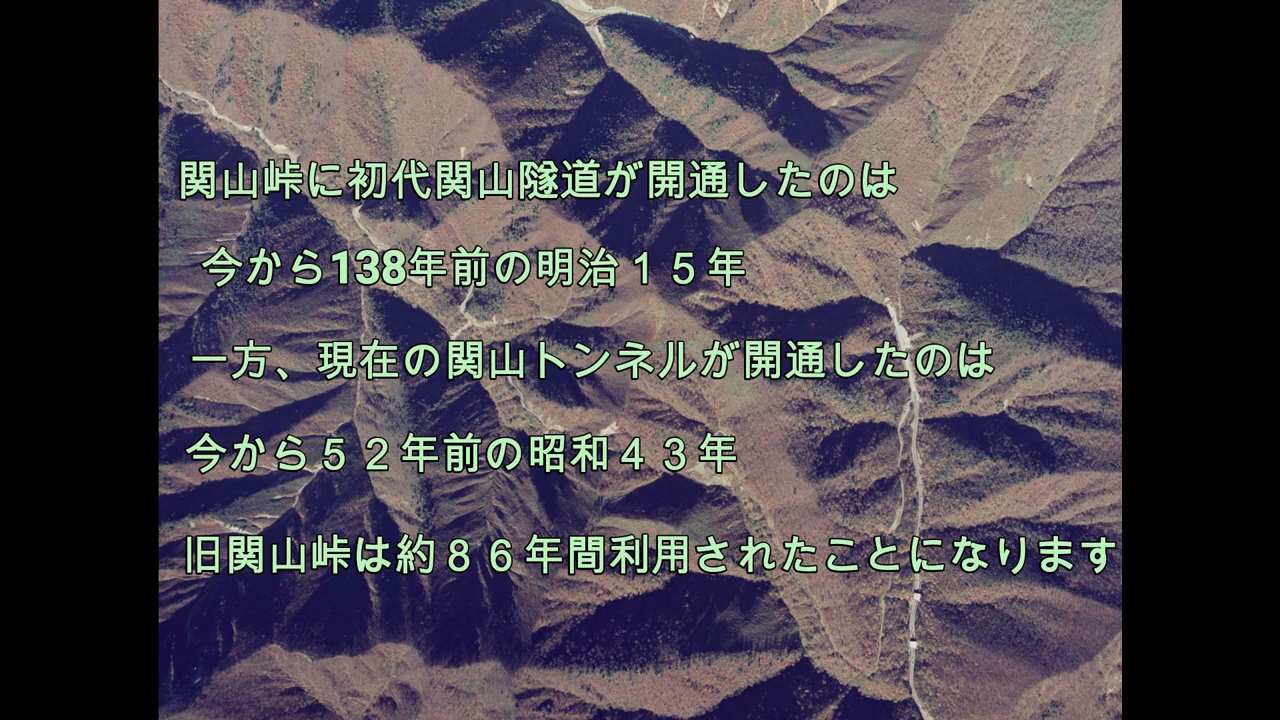 関山峠に初代関山隧道が開通したのは
今から138年前の明治１５年
一方、現在の関山トンネルが開通したのは
今から５２年前の昭和４３年
旧関山峠は約８６年間利用されたことになります